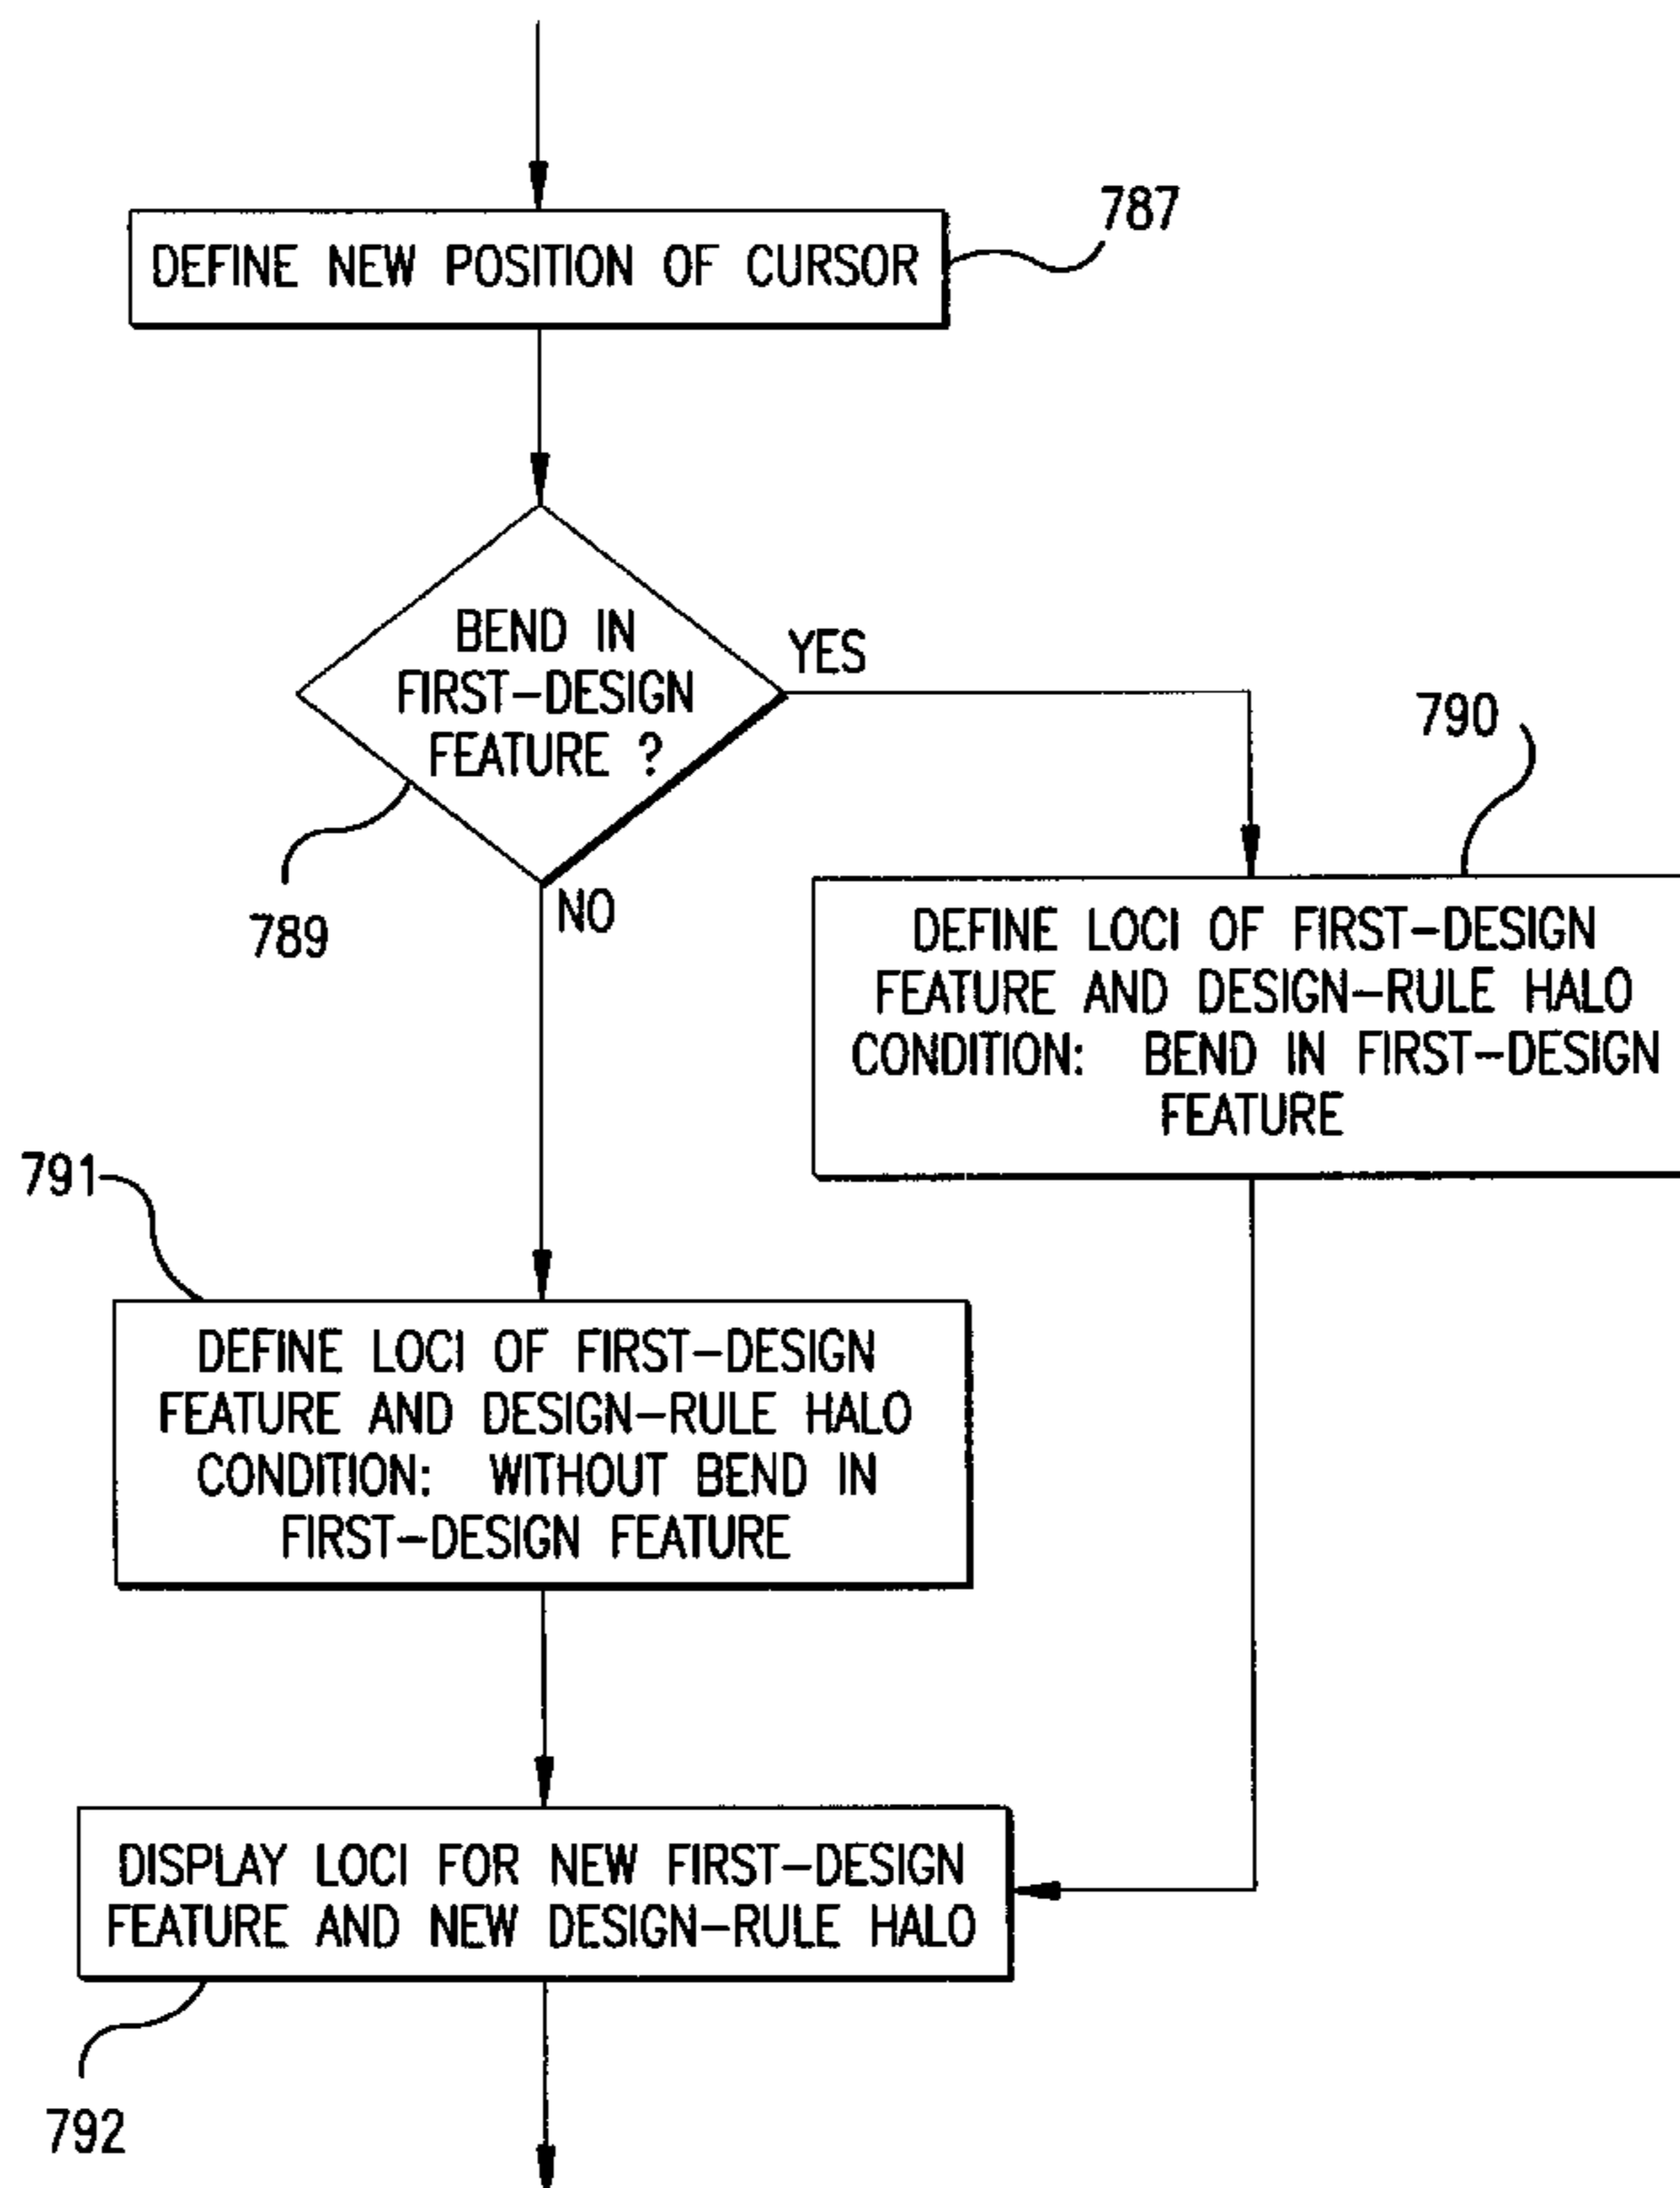 787
DEFINE NEW POSITION OF CURSOR
BEND IN
FIRST-DESIGN
FEATURE ?
YES
NO
789
790
DEFINE LOCI OF FIRST-DESIGN
FEATURE AND DESIGN-RULE HALO
CONDITION: BEND IN FIRST-DESIGN
FEATURE
791
DEFINE LOCI OF FIRST-DESIGN
FEATURE AND DESIGN-RULE HALO
CONDITION: WITHOUT BEND IN
FIRST-DESIGN FEATURE
DISPLAY LOCI FOR NEW FIRST-DESIGN
FEATURE AND NEW DESIGN-RULE HALO
792